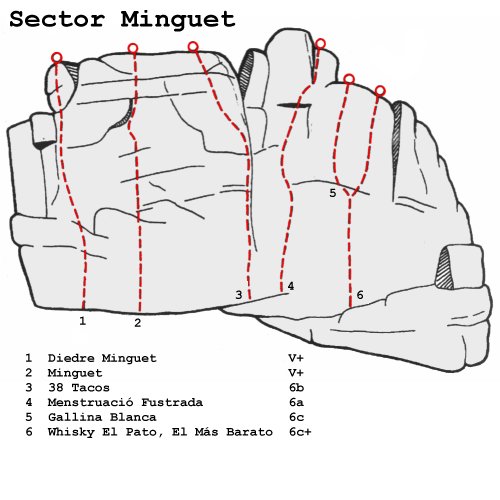 Sector Minguet
5
3 4 6
1 2
1 Diedre Minguet V+
2 Minguet V+
3 38 Tacos 6b
4 Menstruació Fustrada 6a
5 Gallina Blanca 6c
6 Whisky El Pato, El Más Barato 6c+